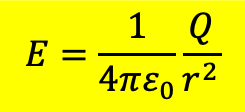 E = 1/(4πε₀) Q/r²